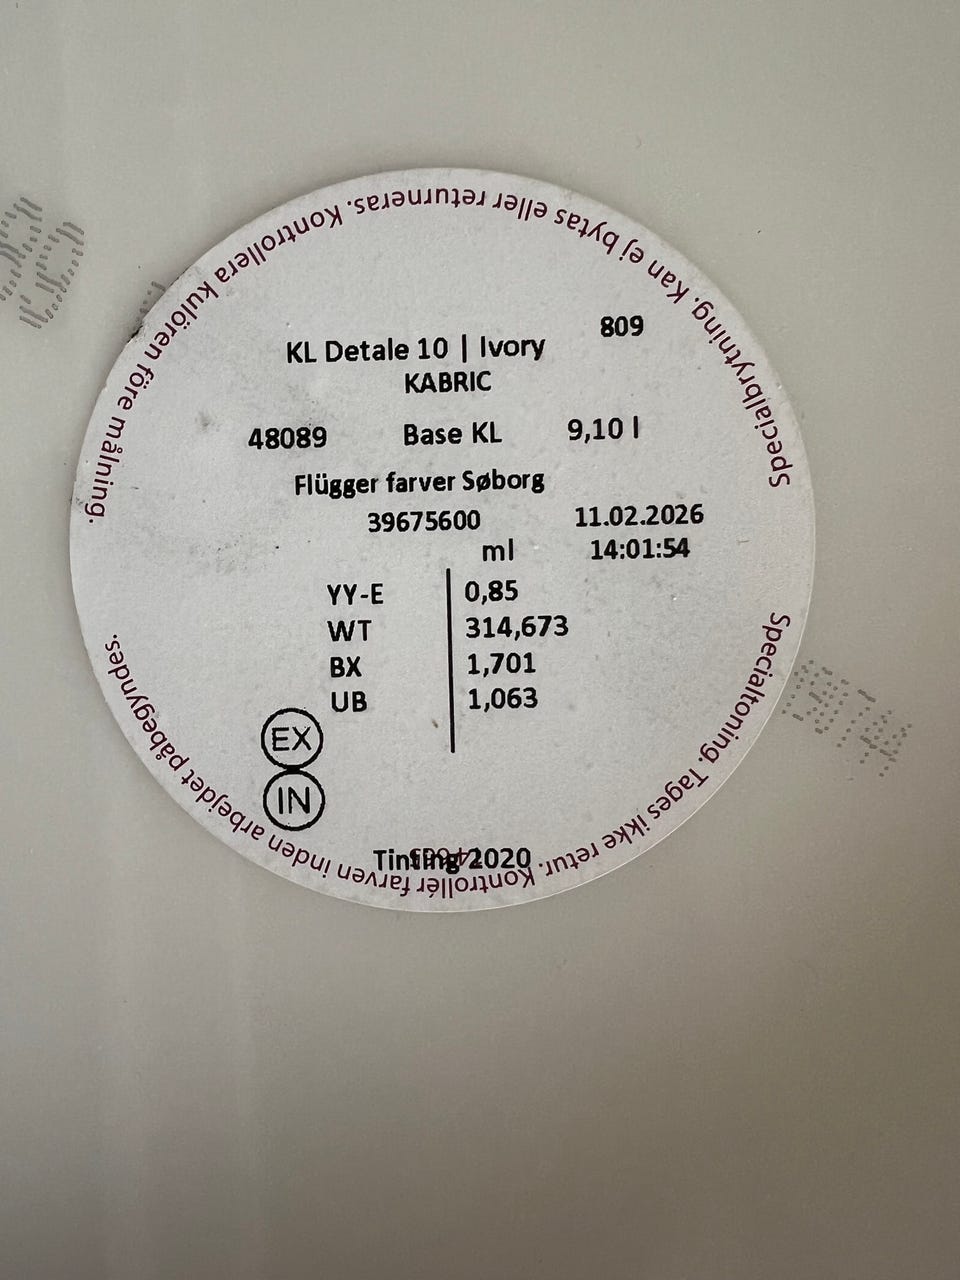 809
KL Detale 10 | Ivory
KABRIC
48089 Base KL 9,10 l
Flügger farver Søborg
39675600 11.02.2026
ml 14:01:54
YY-E 0,85
WT 314,673
BX 1,701
UB 1,063
EX
IN
Tinting 2020
Specialbrytning. Kan ej bytas eller returneras. Kontrollera kulören före målning.
Specialtoning. Tages ikke retur. Kontrollér farven inden arbejdet påbegyndes.